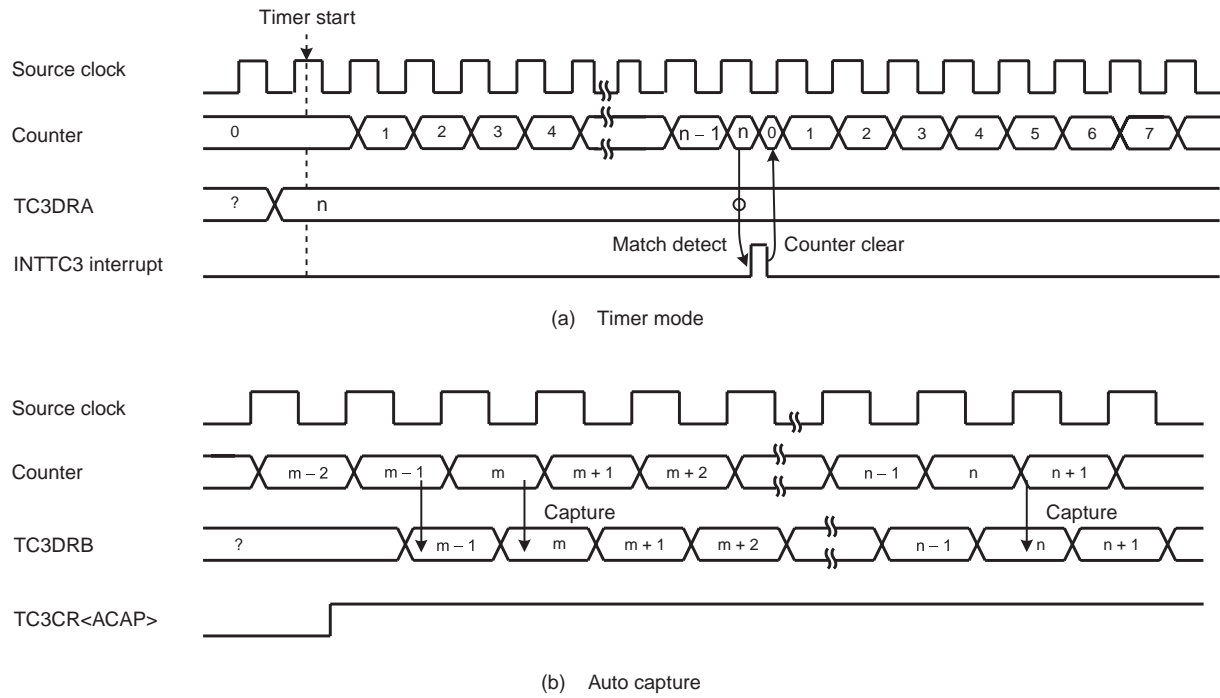 Timer start
Source clock
Counter 0 1 2 3 4 n – 1 n 0 1 2 3 4 5 6 7
TC3DRA ? n
Match detect Counter clear
INTTC3 interrupt
(a) Timer mode
Source clock
Counter m – 2 m – 1 m m + 1 m + 2 n – 1 n n + 1
Capture Capture
TC3DRB ? m – 1 m m + 1 m + 2 n – 1 n n + 1
TC3CR<ACAP>
(b) Auto capture